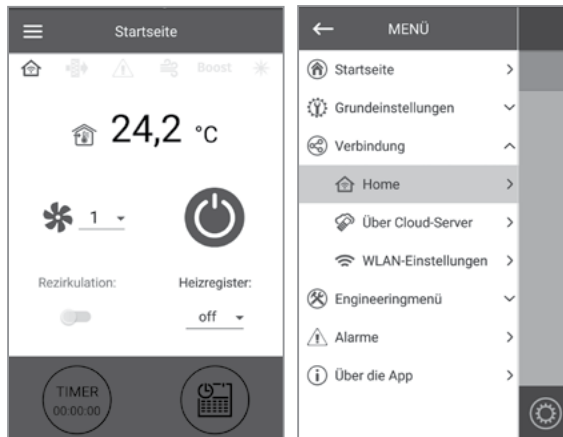 Startseite
Boost
24,2 °C
1
Rezirkulation:
Heizregister:
off
TIMER
00:00:00
MENÜ
Startseite
Grundeinstellungen
Verbindung
Home
Über Cloud-Server
WLAN-Einstellungen
Engineeringmenü
Alarme
Über die App